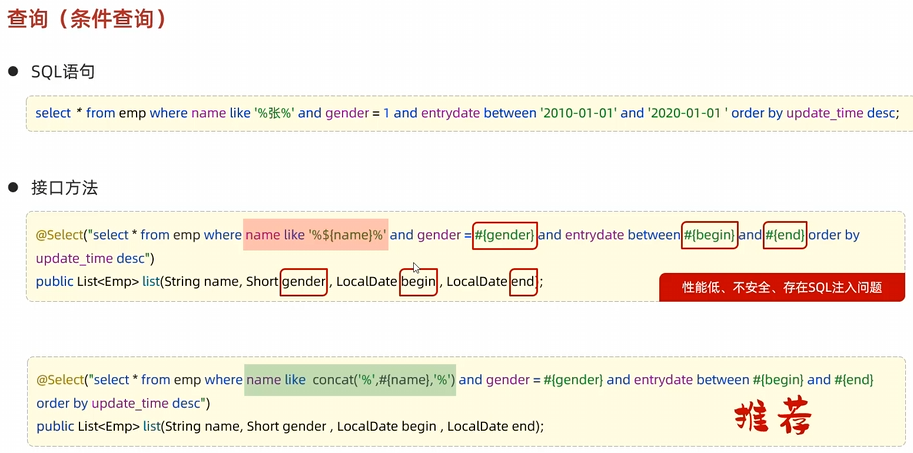 查询（条件查询）
● SQL语句
select * from emp where name like '%张%' and gender = 1 and entrydate between '2010-01-01' and '2020-01-01 ' order by update_time desc;
● 接口方法
@Select("select * from emp where name like '%${name}%' and gender = #{gender} and entrydate between #{begin} and #{end} order by
update_time desc")
public List<Emp> list(String name, Short gender , LocalDate begin , LocalDate end);
性能低、不安全、存在SQL注入问题
@Select("select * from emp where name like  concat('%',#{name},'%') and gender = #{gender} and entrydate between #{begin} and #{end}
order by update_time desc")
public List<Emp> list(String name, Short gender , LocalDate begin , LocalDate end);
推荐